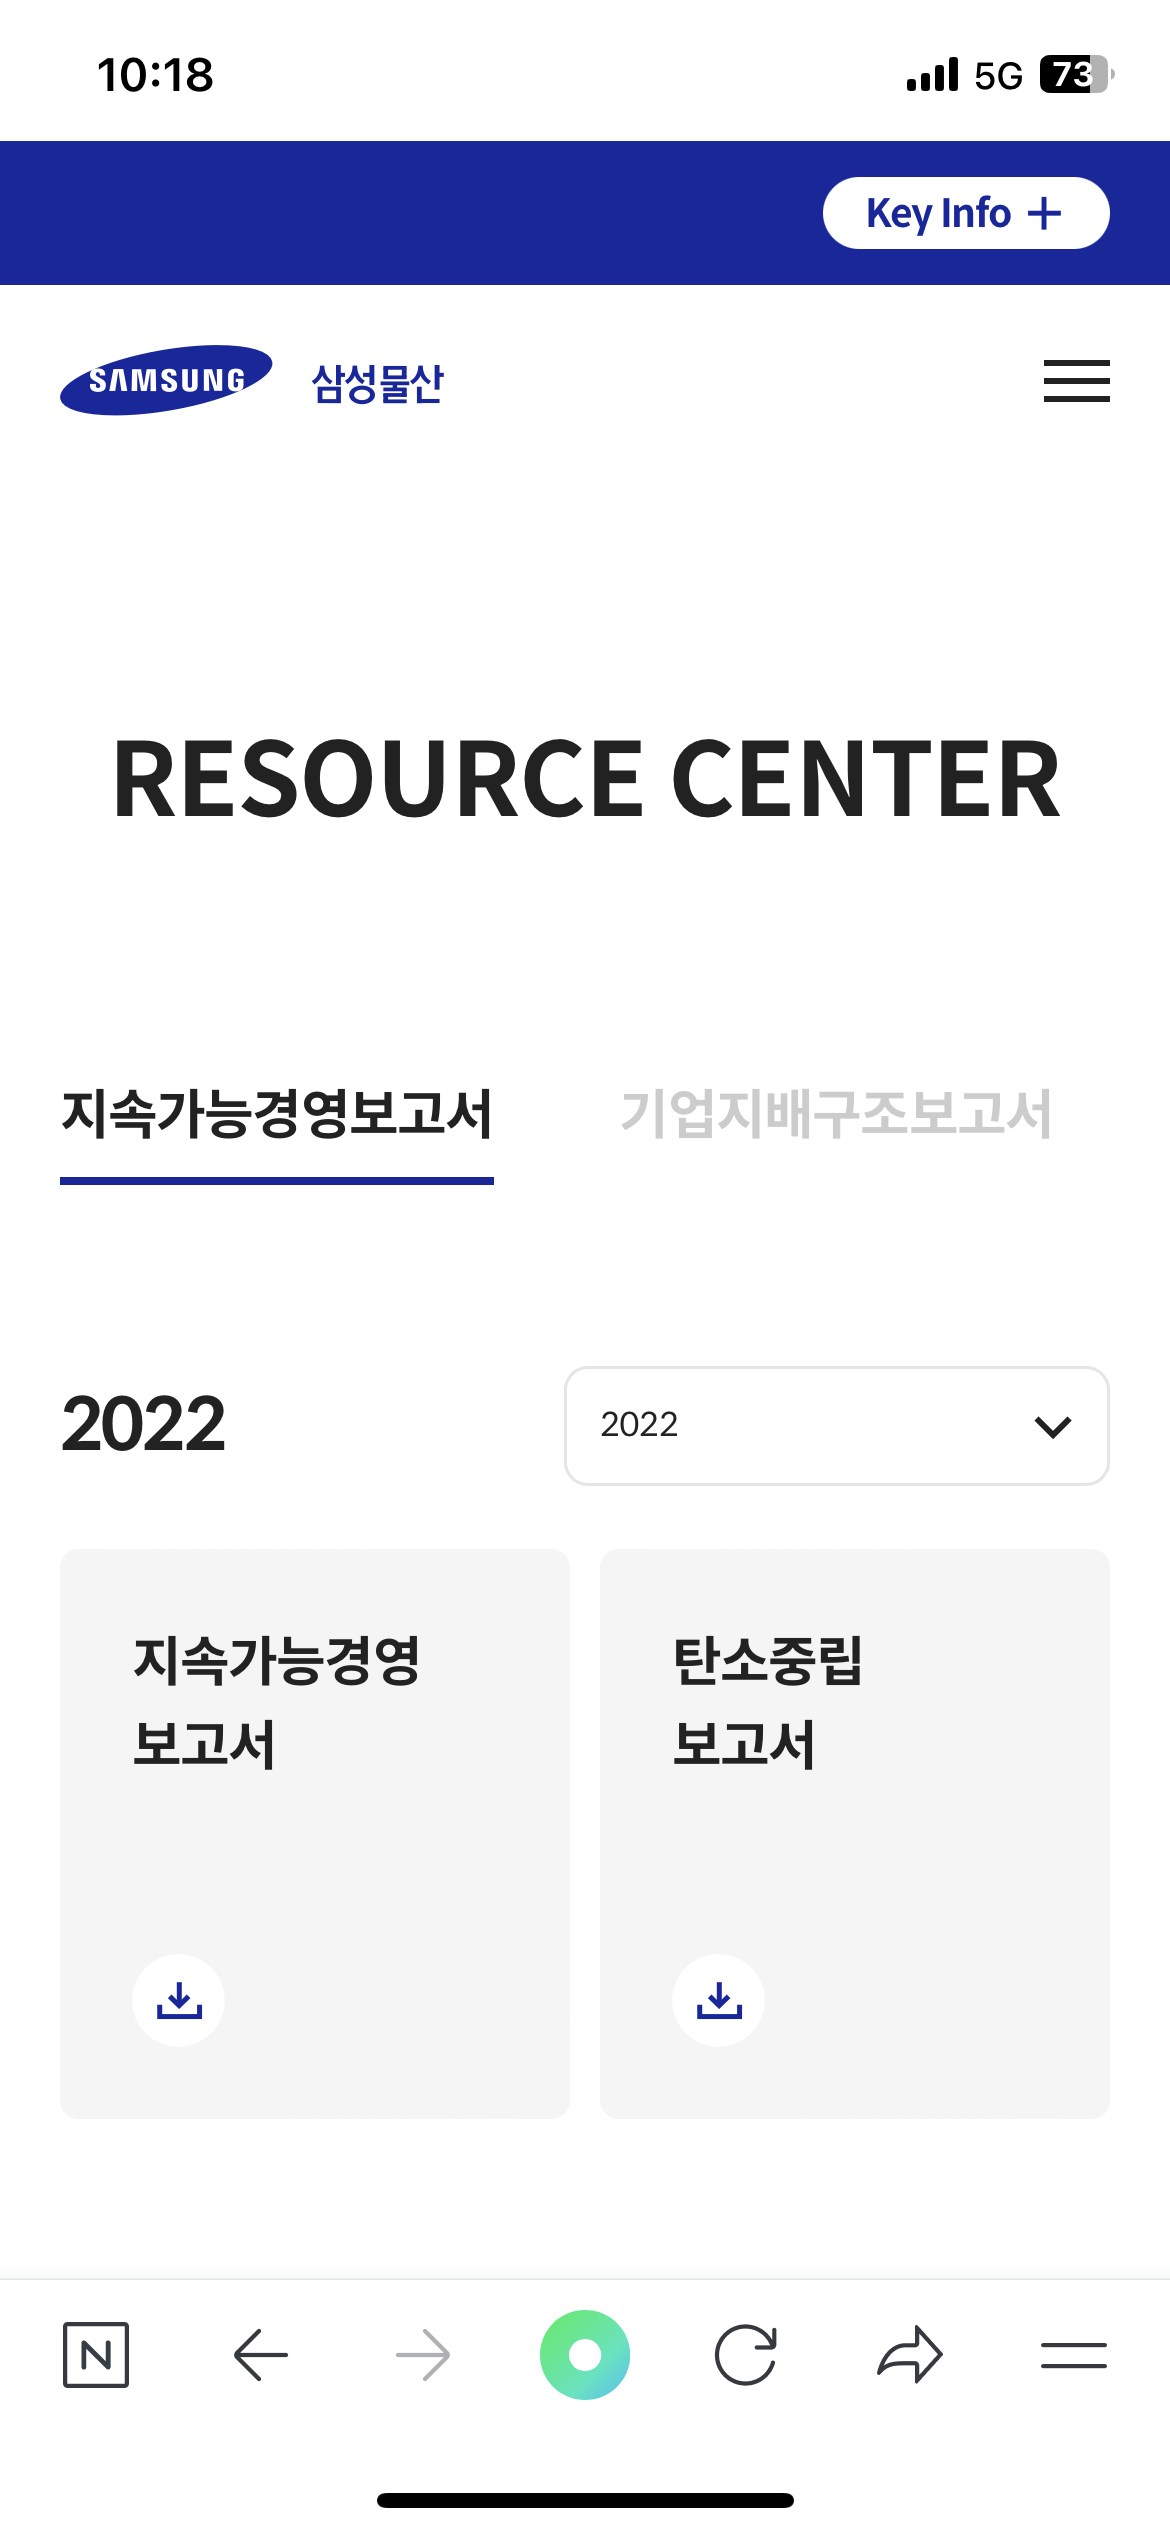 10:18
5G 73
Key Info +
SAMSUNG 삼성물산
RESOURCE CENTER
지속가능경영보고서 기업지배구조보고서
2022 2022
지속가능경영
보고서
탄소중립
보고서
N